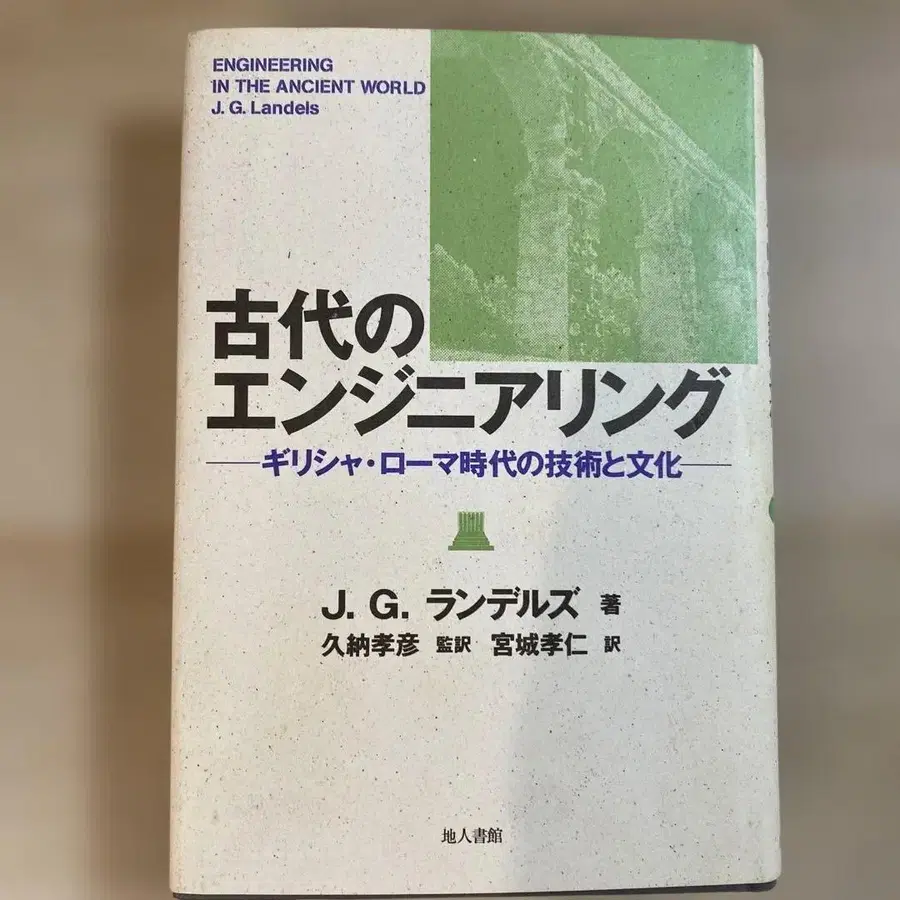 ENGINEERING
IN THE ANCIENT WORLD
J. G. Landels
古代の
エンジニアリング
―ギリシャ・ローマ時代の技術と文化―
J. G. ランデルズ 著
久納孝彦 監訳 宮城孝仁 訳
地人書館